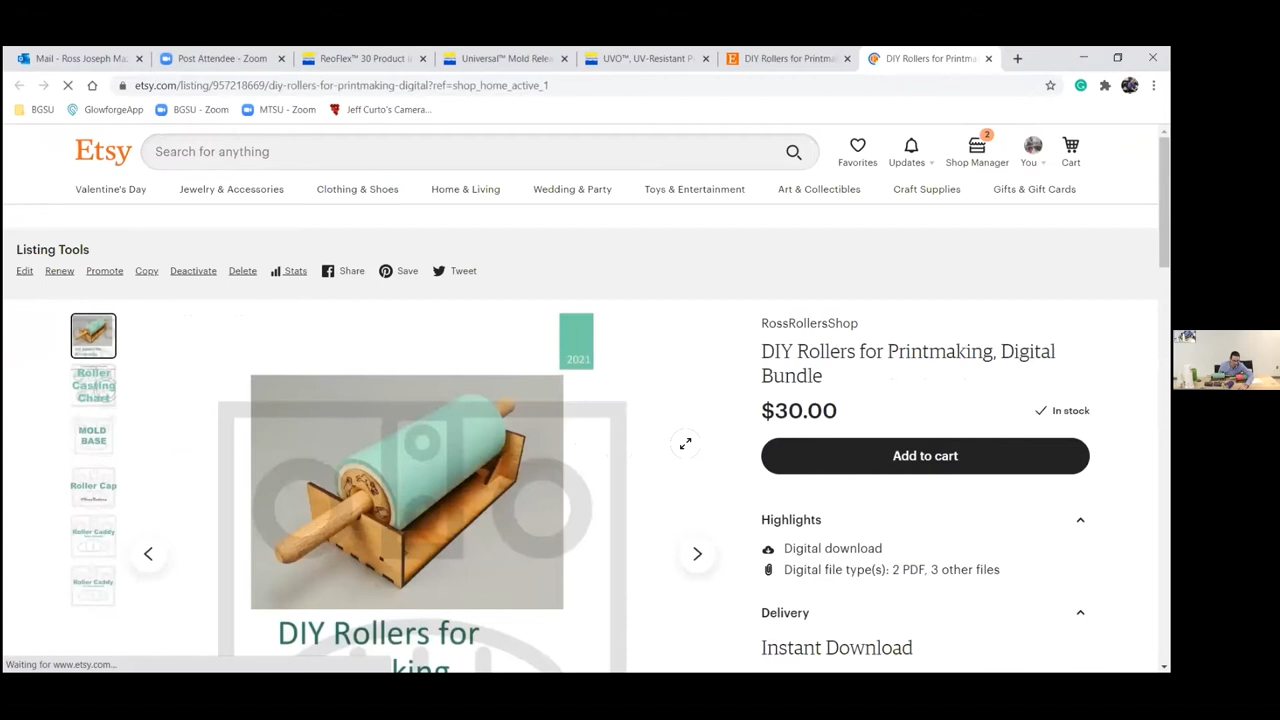 Mail - Ross Joseph Ma...
Post Attendee - Zoom
ReoFlex™ 30 Product I
Universal™ Mold Rele
UVO™, UV-Resistant P
DIY Rollers for Printma
DIY Rollers for Printma
etsy.com/listing/957218669/diy-rollers-for-printmaking-digital?ref=shop_home_active_1
BGSU
GlowforgeApp
BGSU - Zoom
MTSU - Zoom
Jeff Curto's Camera...
Etsy
Search for anything
2
Favorites
Updates
Shop Manager
You
Cart
Valentine's Day
Jewelry & Accessories
Clothing & Shoes
Home & Living
Wedding & Party
Toys & Entertainment
Art & Collectibles
Craft Supplies
Gifts & Gift Cards
Listing Tools
Edit
Renew
Promote
Copy
Deactivate
Delete
Stats
Share
Save
Tweet
Roller
Casting
Chart
MOLD
BASE
Roller Cap
Roller Caddy
Roller Caddy
2021
DIY Rollers for
king
RossRollersShop
DIY Rollers for Printmaking, Digital
Bundle
$30.00
In stock
Add to cart
Highlights
Digital download
Digital file type(s): 2 PDF, 3 other files
Delivery
Instant Download
Waiting for www.etsy.com...